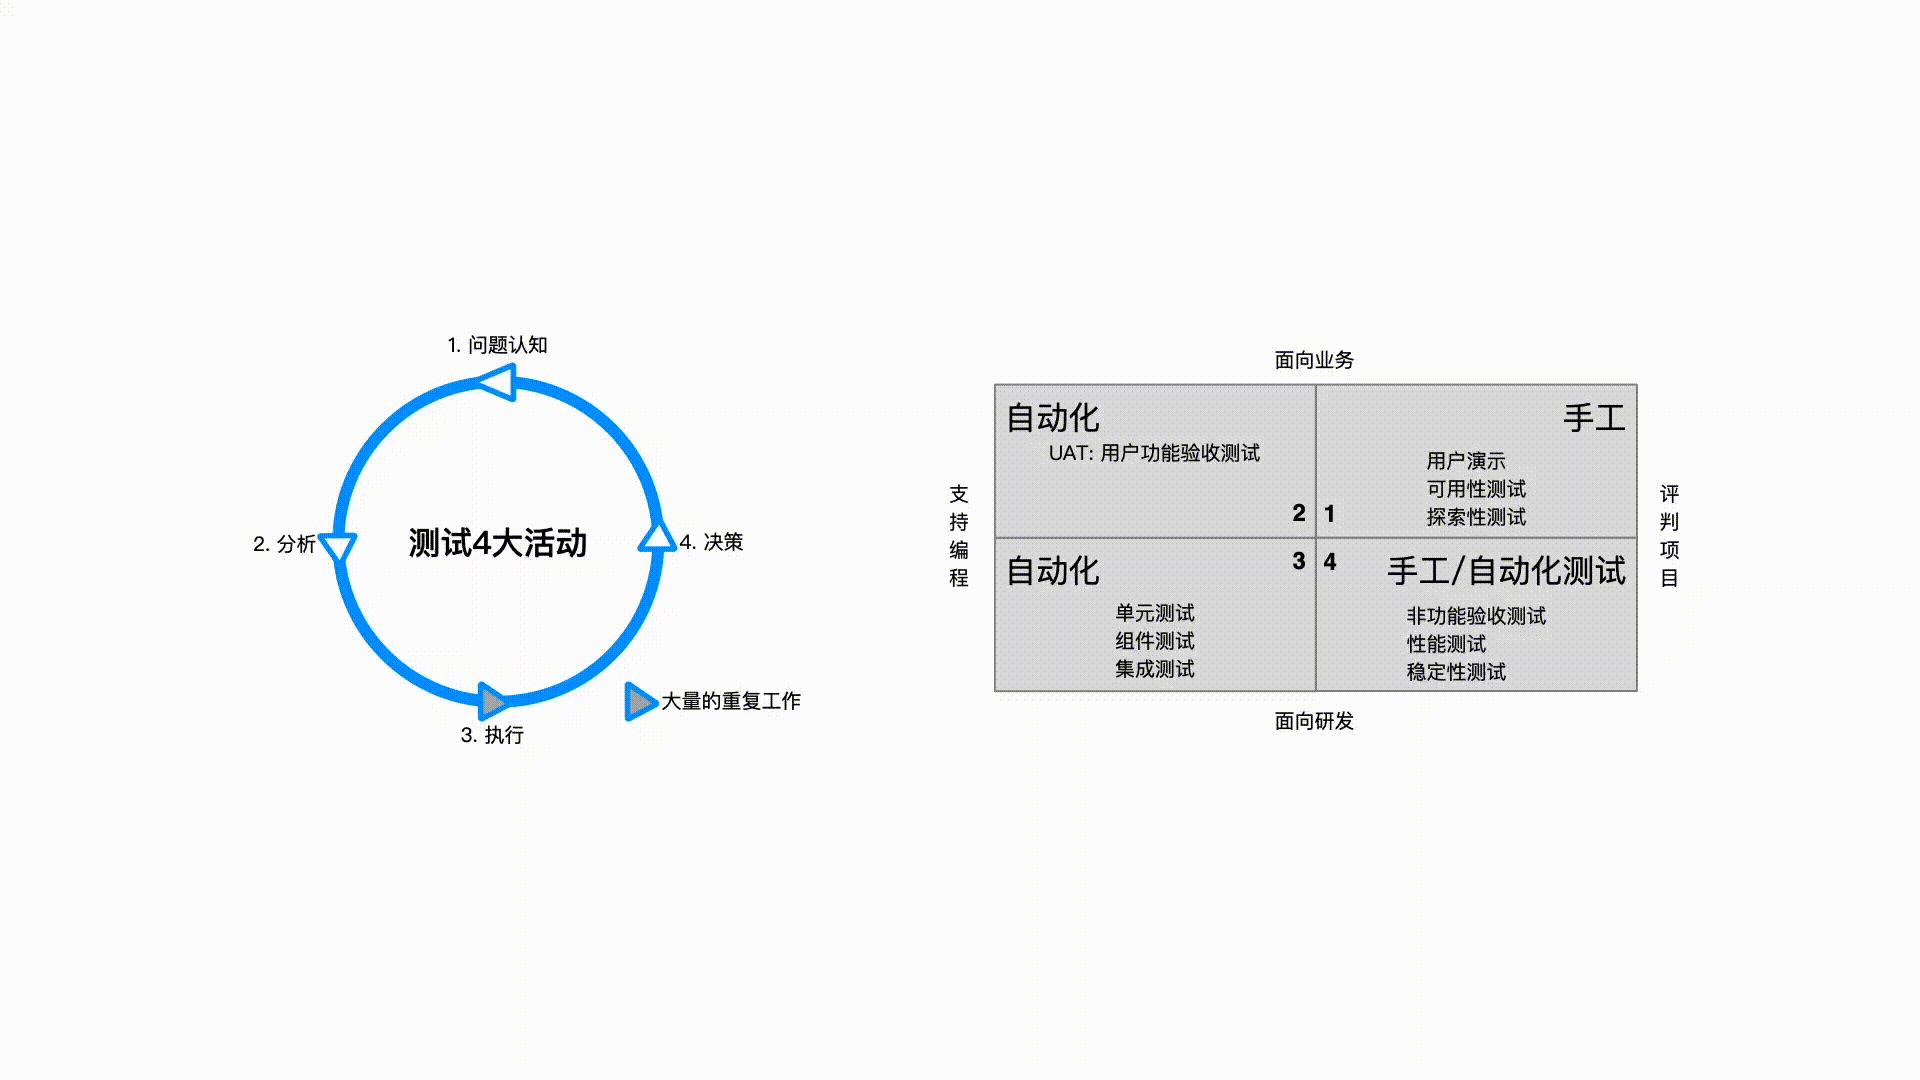 1. 问题认知
2. 分析
测试4大活动
4. 决策
大量的重复工作
3. 执行
面向业务
支
持
编
程
自动化
UAT: 用户功能验收测试
2
手工
用户演示
可用性测试
探索性测试
1
自动化
3
单元测试
组件测试
集成测试
4
手工/自动化测试
非功能验收测试
性能测试
稳定性测试
评
判
项
目
面向研发